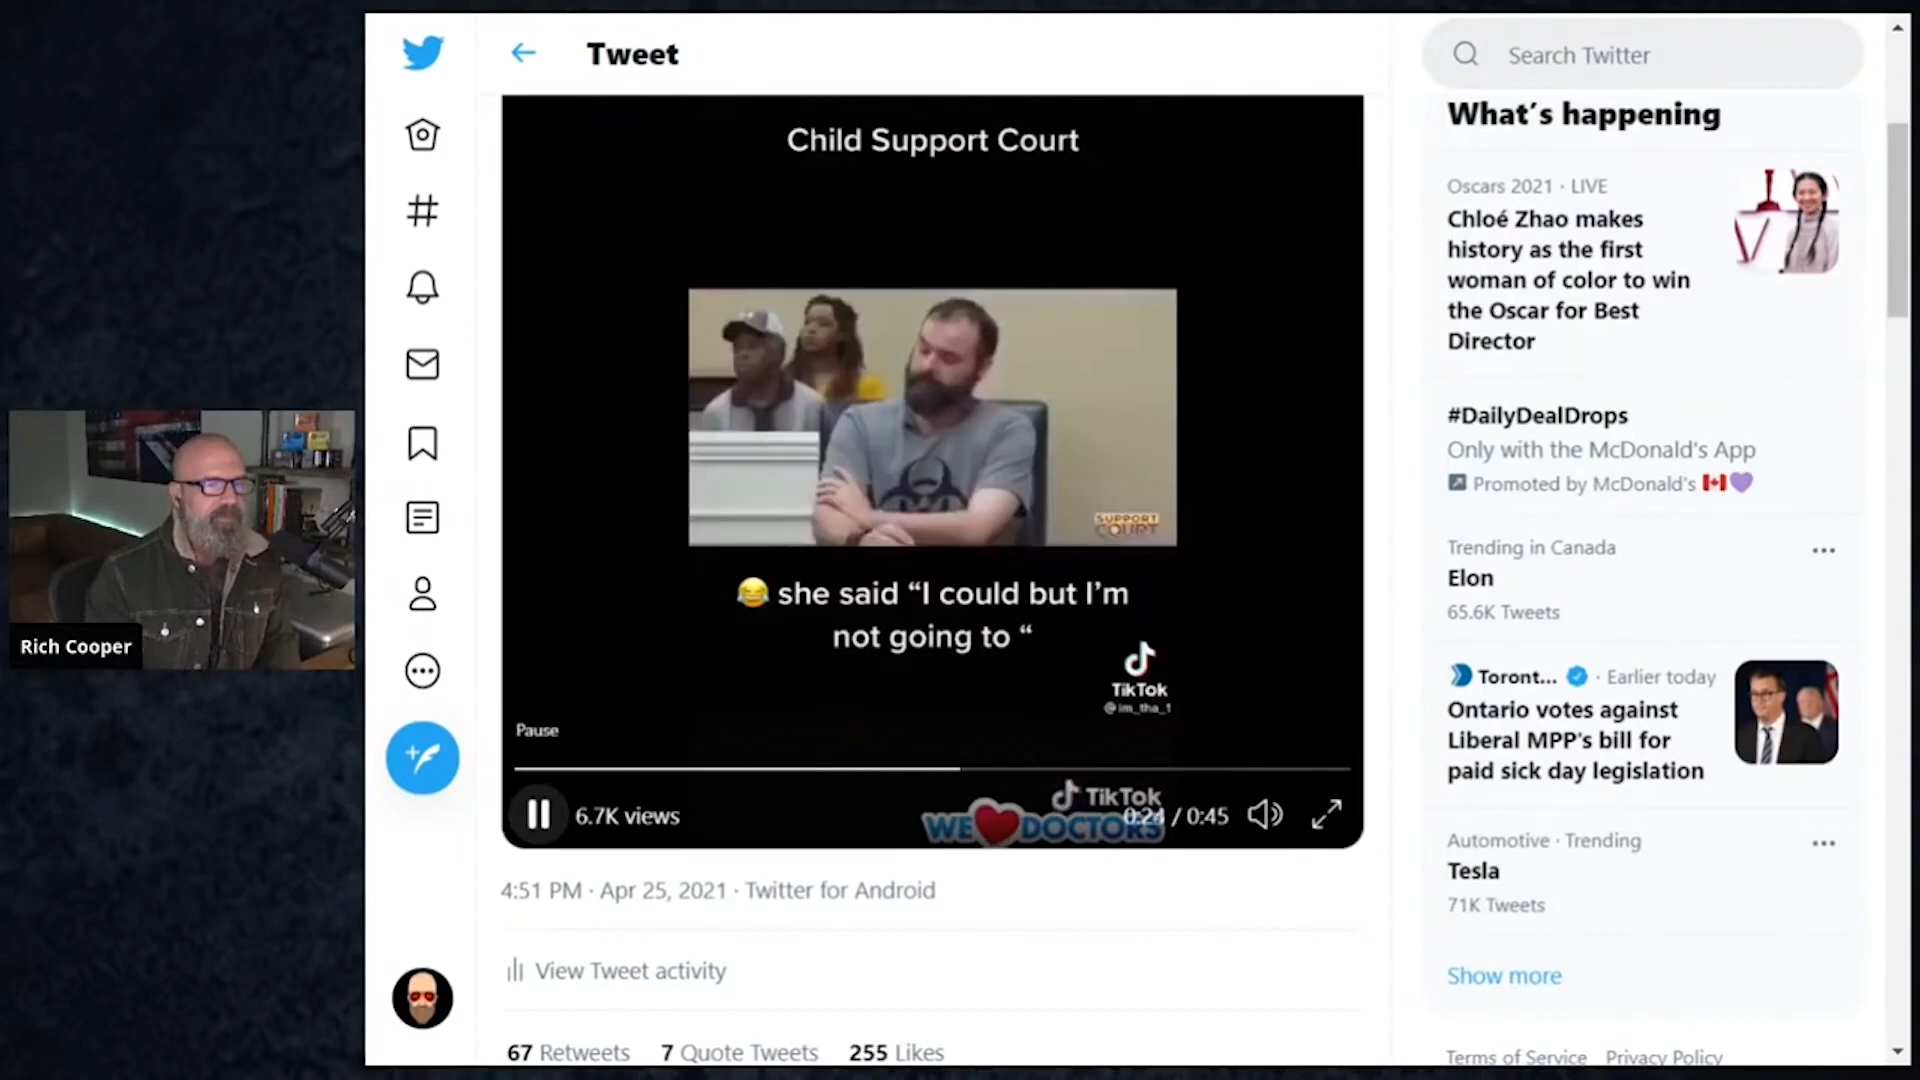 Tweet
Child Support Court
SUPPORT
COURT
😂 she said “I could but I’m
not going to “
TikTok
@im_tha_1
Pause
6.7K views
TikTok
WE DOCTORS
0:24 / 0:45
4:51 PM · Apr 25, 2021 · Twitter for Android
View Tweet activity
67 Retweets 7 Quote Tweets 255 Likes
Rich Cooper
Search Twitter
What’s happening
Oscars 2021 · LIVE
Chloé Zhao makes
history as the first
woman of color to win
the Oscar for Best
Director
#DailyDealDrops
Only with the McDonald's App
Promoted by McDonald's 🇨🇦💜
Trending in Canada
Elon
65.6K Tweets
Toront... · Earlier today
Ontario votes against
Liberal MPP's bill for
paid sick day legislation
Automotive · Trending
Tesla
71K Tweets
Show more
Terms of Service Privacy Policy